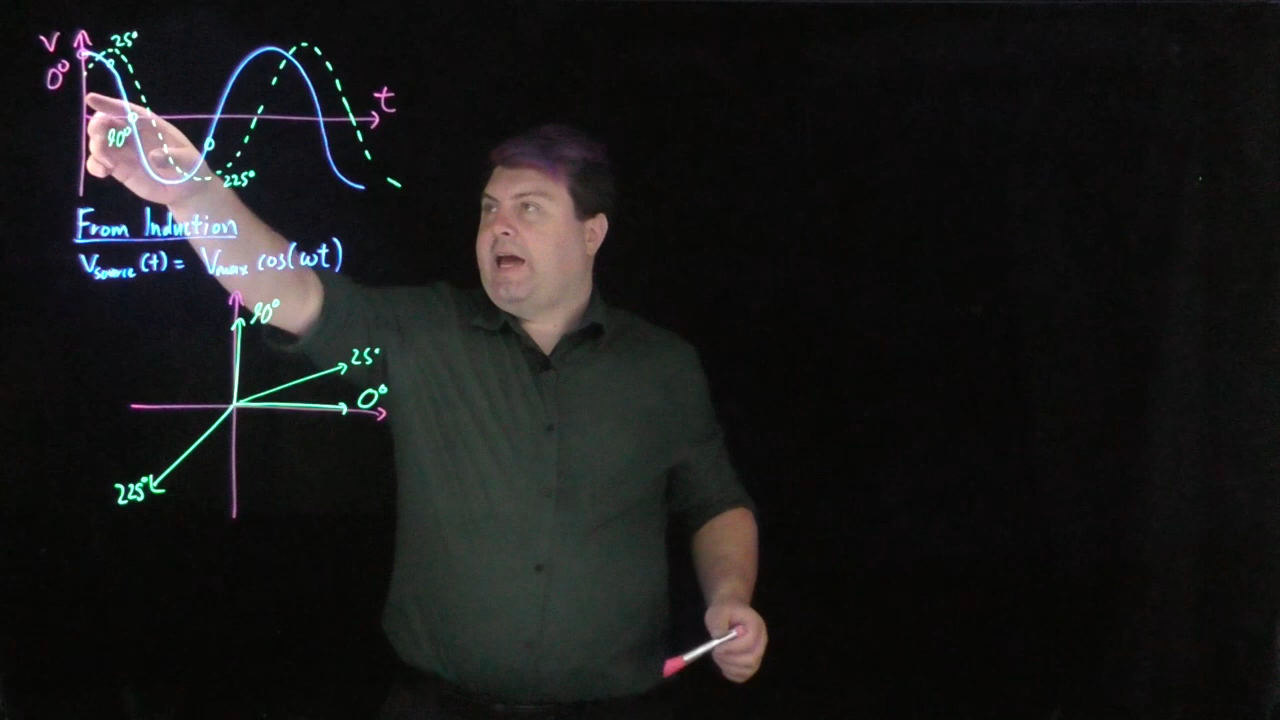 V
25°
0°
t
90°
225°
From Induction
Vsource(t) = Vmax cos(ωt)
90°
25°
0°
225°